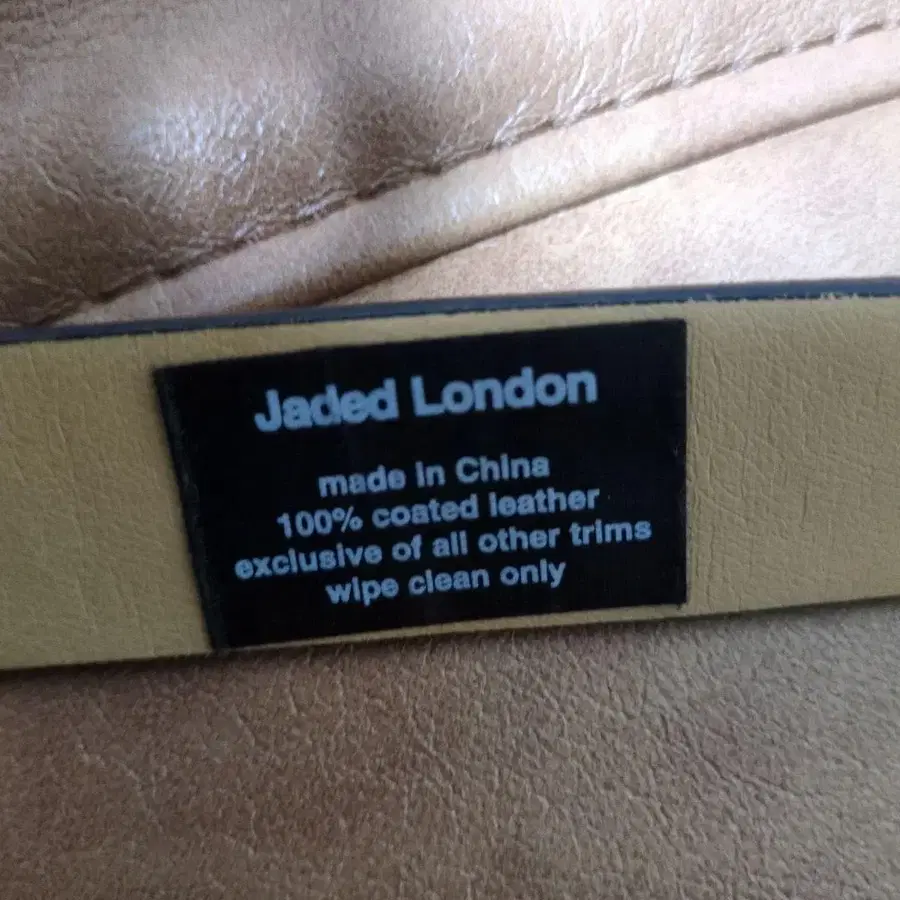 Jaded London
made in China
100% coated leather
exclusive of all other trims
wipe clean only